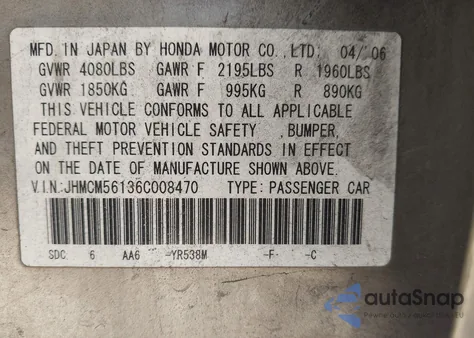 MFD. IN JAPAN BY HONDA MOTOR CO., LTD. 04/06
GVWR 4080LBS GAWR F 2195LBS R 1960LBS
GVWR 1850KG GAWR F 995KG R 890KG
THIS VEHICLE CONFORMS TO ALL APPLICABLE
FEDERAL MOTOR VEHICLE SAFETY , BUMPER,
AND THEFT PREVENTION STANDARDS IN EFFECT
ON THE DATE OF MANUFACTURE SHOWN ABOVE.
V.I.N: JHMCM56136C008470 TYPE: PASSENGER CAR
SDC 6 AA6 -YR538M -F- -C
autoSnap